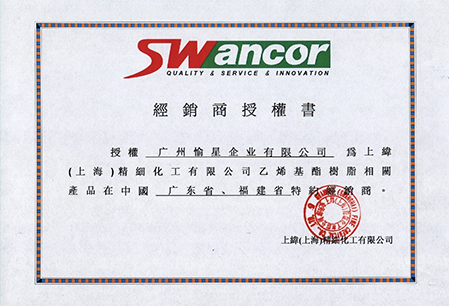 SWancor
QUALITY & SERVICE & INNOVATION
經銷商授權書
授權 广州愉星企业有限公司 爲上緯
(上海)精細化工有限公司乙烯基酯樹脂相關
產品在中國 广东省、福建省特約經銷商。
上緯(上海)精細化工有限公司